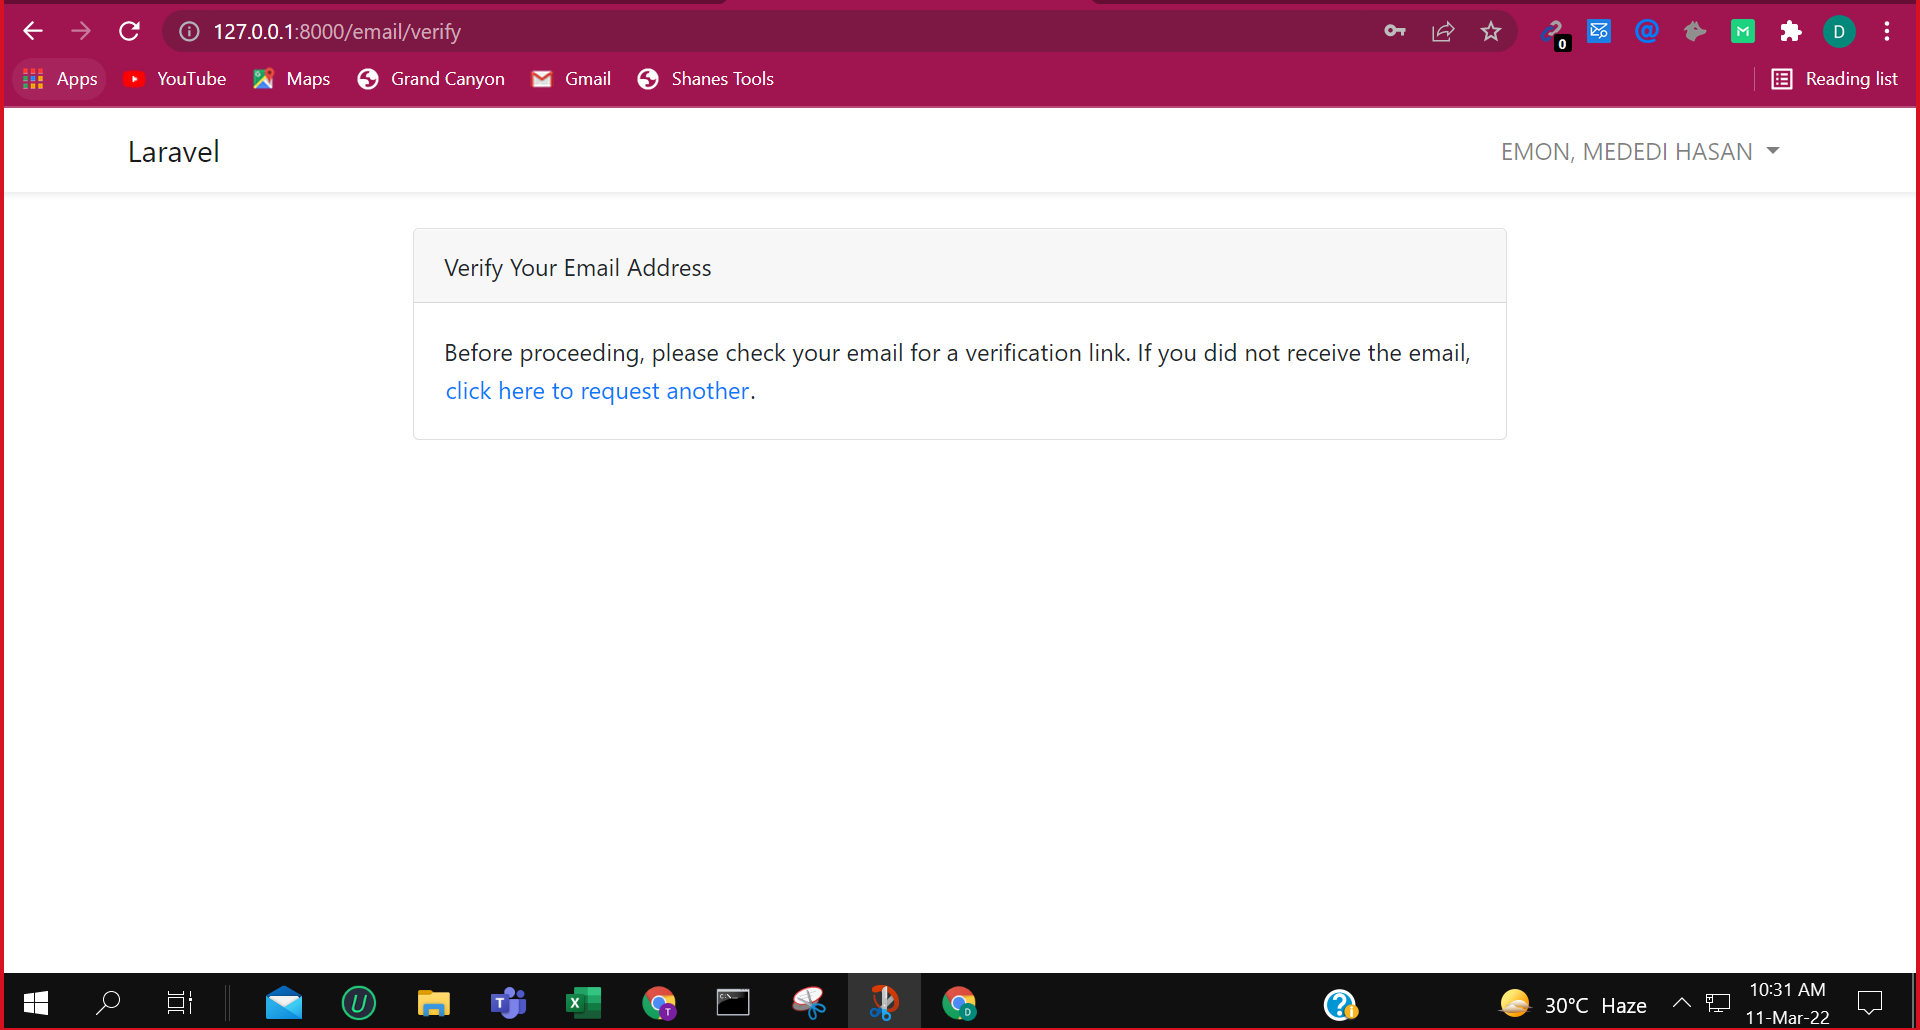 127.0.0.1:8000/email/verify
0
M
D
Apps YouTube Maps Grand Canyon Gmail Shanes Tools Reading list
Laravel EMON, MEDEDI HASAN
Verify Your Email Address
Before proceeding, please check your email for a verification link. If you did not receive the email,
click here to request another.
10:31 AM
30°C Haze
11-Mar-22